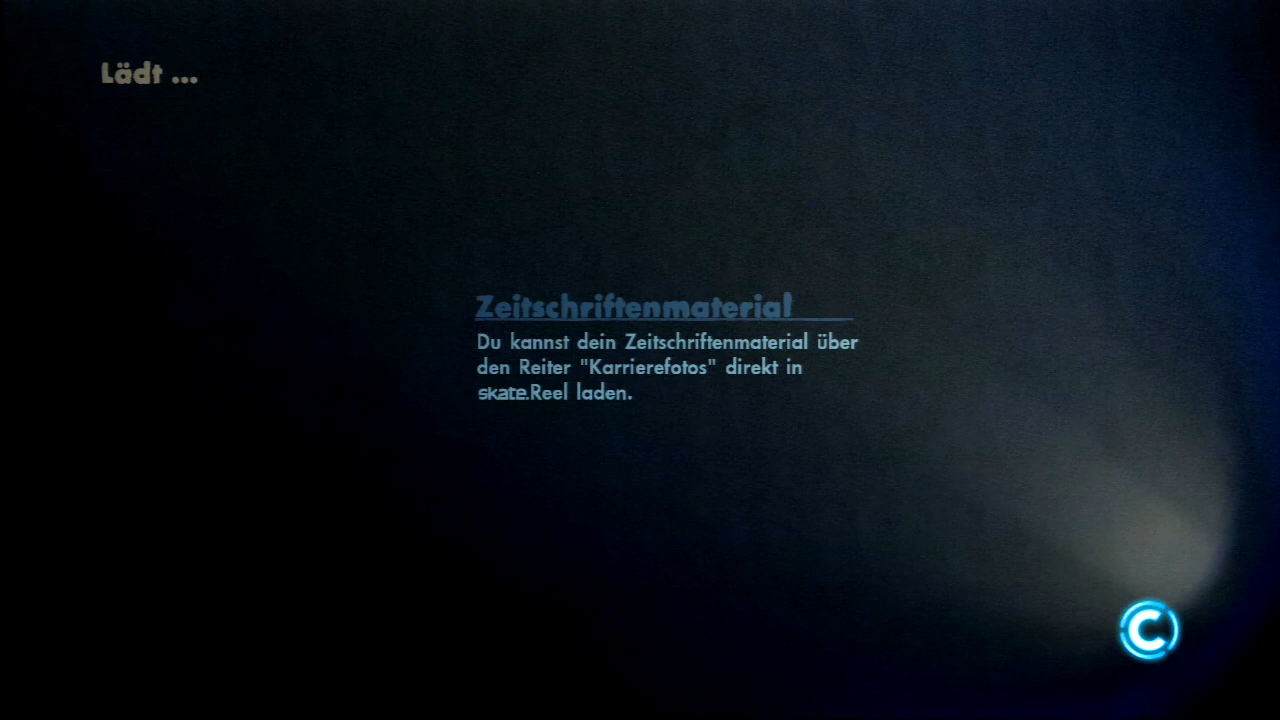 Lädt ...
Zeitschriftenmaterial
Du kannst dein Zeitschriftenmaterial über
den Reiter "Karrierefotos" direkt in
skate.Reel laden.
C